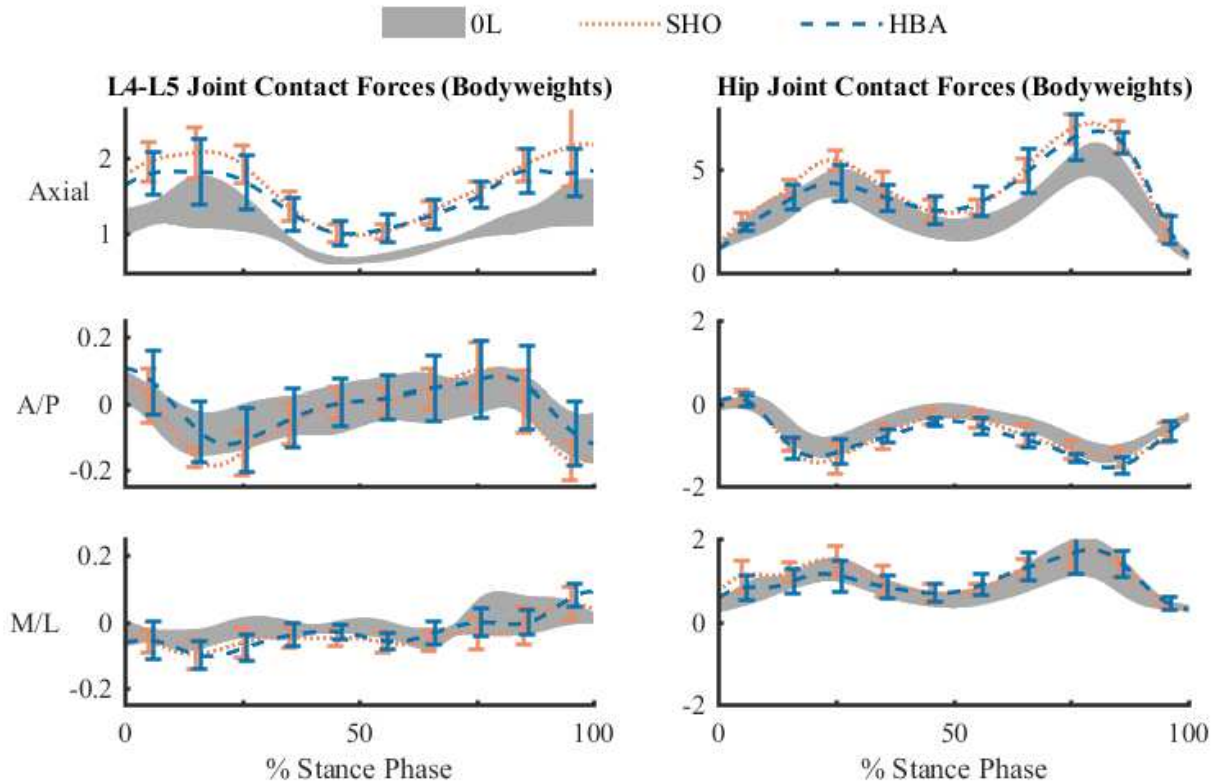 0L SHO HBA
L4-L5 Joint Contact Forces (Bodyweights) Hip Joint Contact Forces (Bodyweights)
Axial
2
1
5
0
A/P
0.2
0
-0.2
2
0
-2
M/L
0.2
0
-0.2
2
0
-2
0 50 100 0 50 100
% Stance Phase % Stance Phase